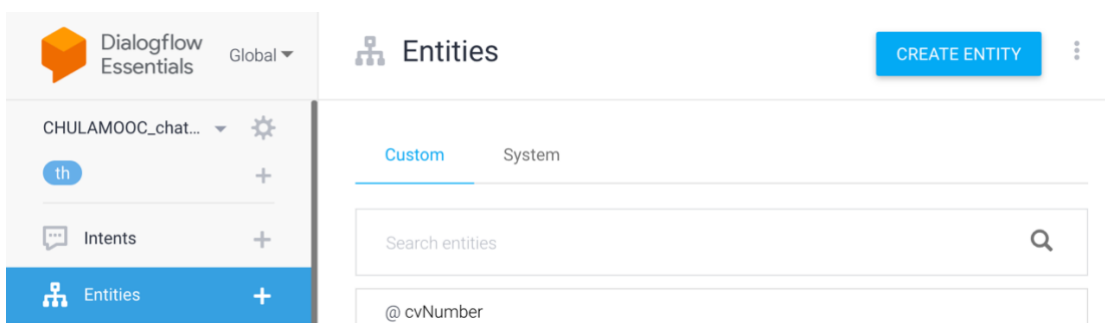 Dialogflow
Essentials
Global
Entities
CREATE ENTITY
CHULAMOOC_chat...
th
Custom
System
Intents
Search entities
Entities
@ cvNumber